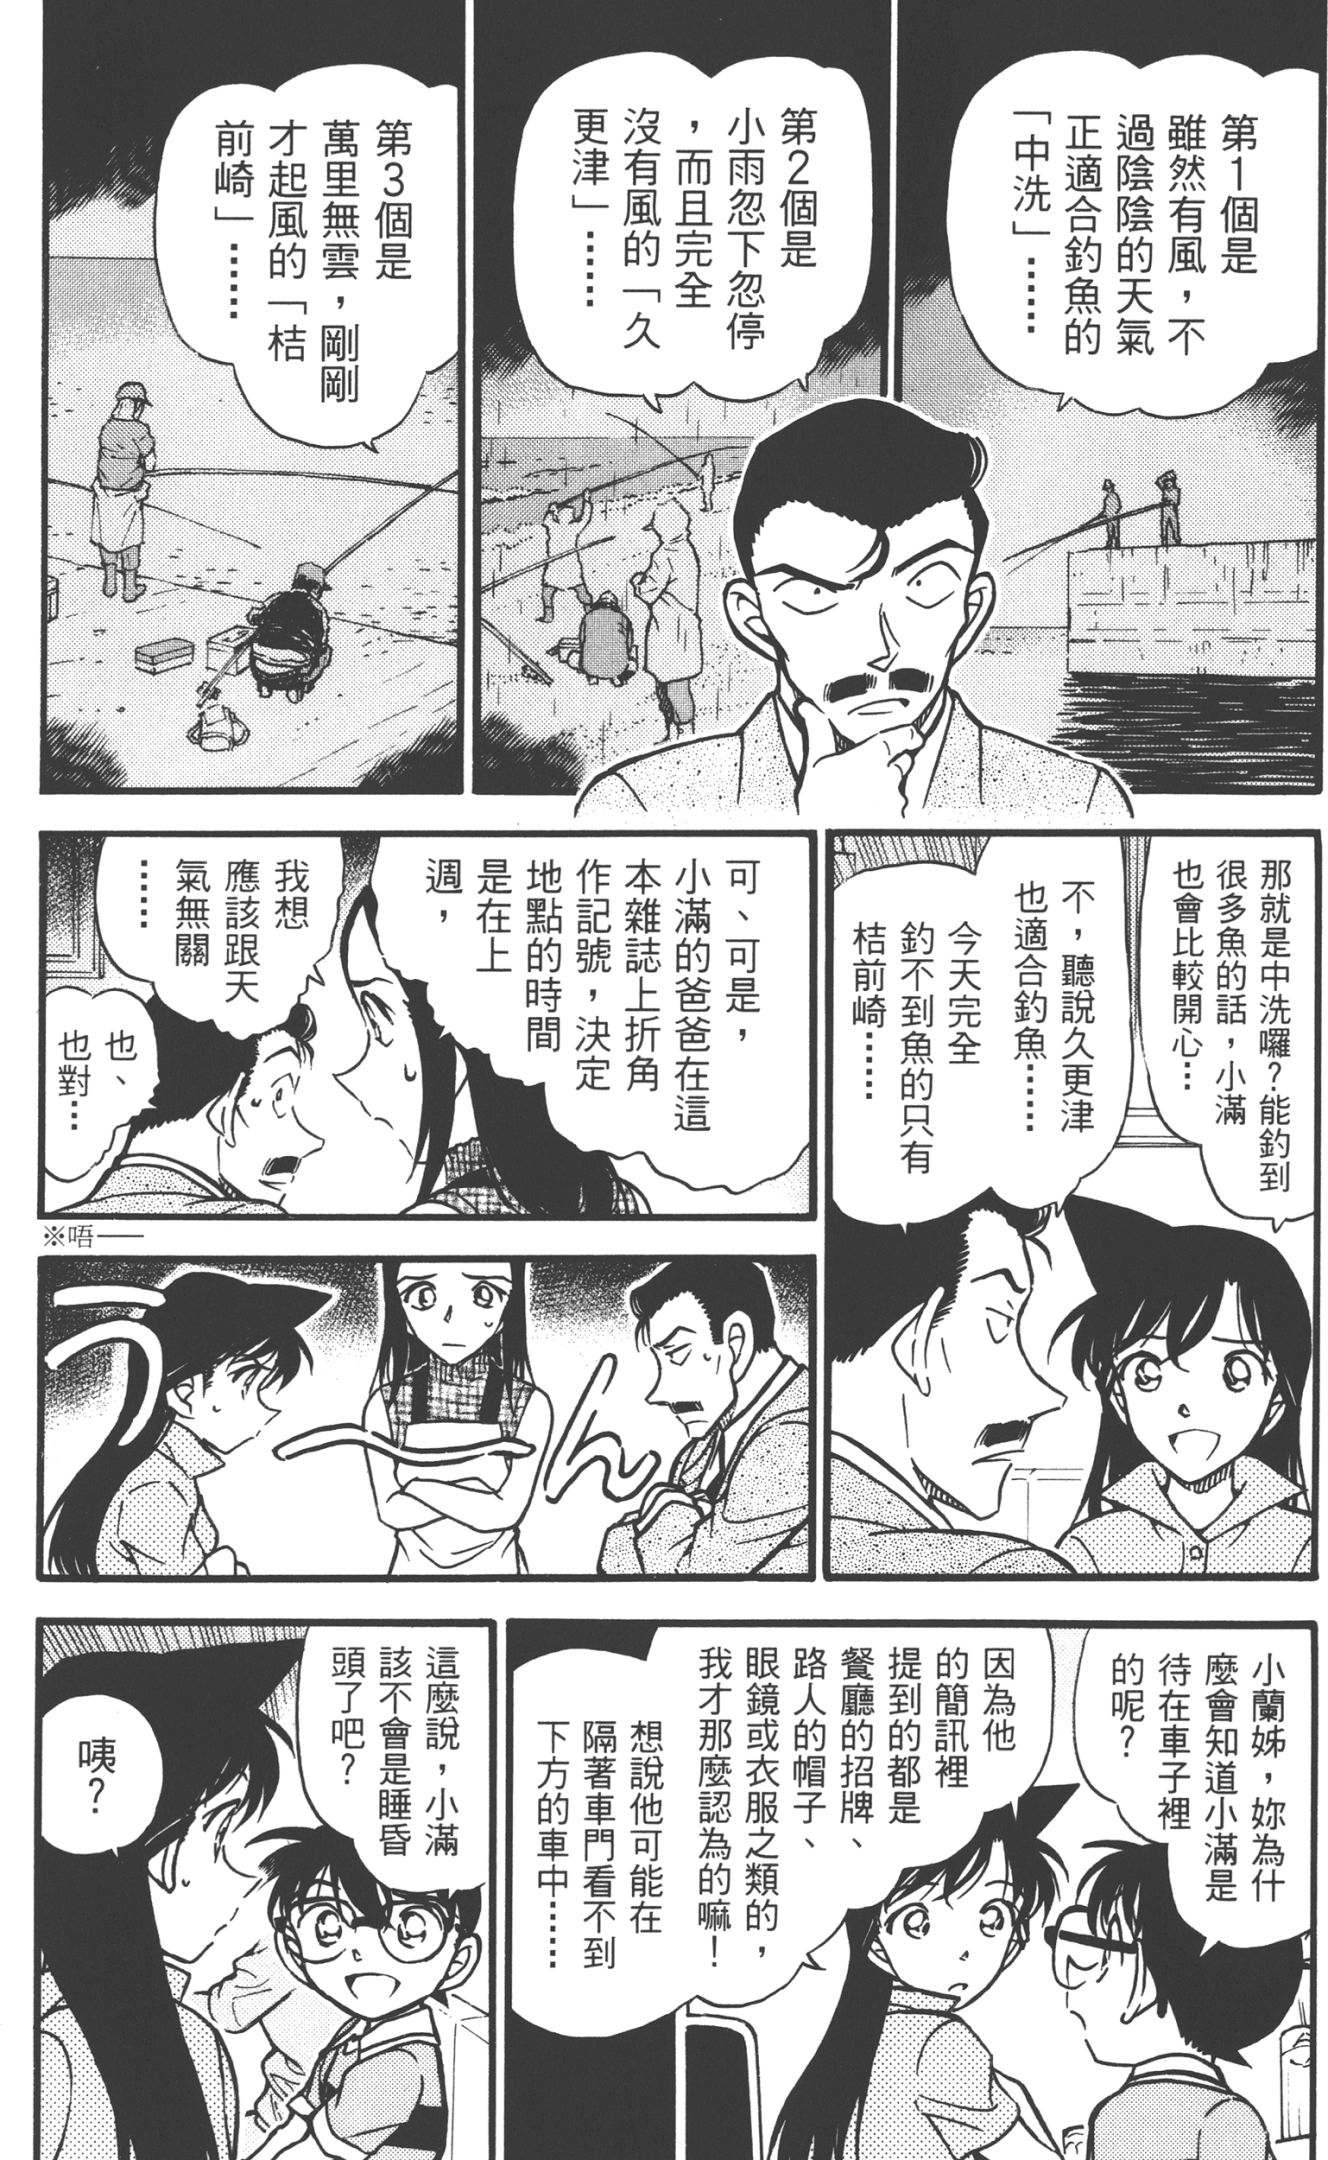 第1個是
雖然有風，不
過陰陰的天氣
正適合釣魚的
「中洗」……
第2個是
小雨忽下忽停
，而且完全
沒有風的「久
更津」……
第3個是
萬里無雲，剛剛
才起風的「桔
前崎」……
那就是中洗囉？能釣到
很多魚的話，小滿
也會比較開心…
不，聽說久更津
也適合釣魚……
今天完全
釣不到魚的只有
桔前崎……
可、可是，
小滿的爸爸在這
本雜誌上折角
作記號，決定
地點的時間
是在上
週，
我想
應該跟天
氣無關
……
也、
也對…
※唔——
う〜ん
小蘭姊，妳為什
麼會知道小滿是
待在車子裡
的呢？
因為他
的簡訊裡
提到的都是
餐廳的招牌、
路人的帽子、
眼鏡或衣服之類的，
我才那麼認為的嘛！
想說他可能在
隔著車門看不到
下方的車中……
這麼說，小滿
該不會是睡昏
頭了吧？
咦？